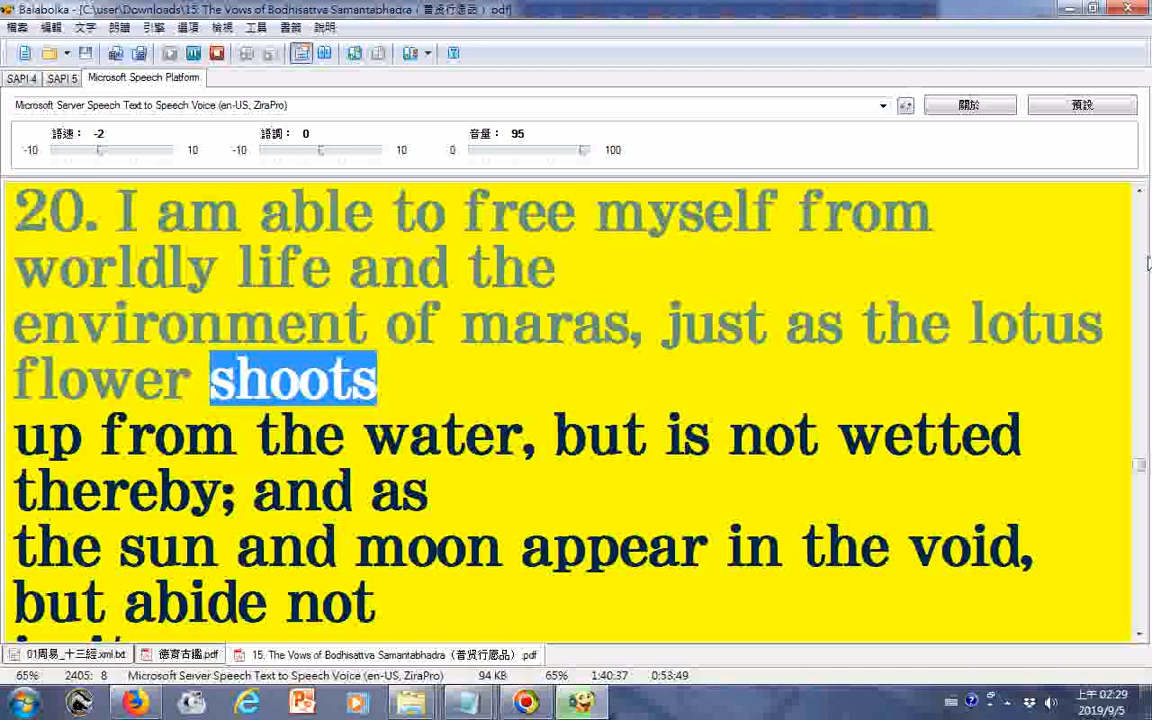 Balabolka - [C:\user\Downloads\15. The Vows of Bodhisattva Samantabhadra（普賢行愿品）.pdf]
檔案 編輯 文字 朗讀 引擎 選項 檢視 工具 書籤 說明
SAPI 4 SAPI 5 Microsoft Speech Platform
Microsoft Server Speech Text to Speech Voice (en-US, ZiraPro) 關於 預設
語速： -2 語調： 0 音量： 95
-10 10 -10 10 0 100
20. I am able to free myself from
worldly life and the
environment of maras, just as the lotus
flower shoots
up from the water, but is not wetted
thereby; and as
the sun and moon appear in the void,
but abide not
01周易_十三經.xml.txt 德育古鑑.pdf 15. The Vows of Bodhisattva Samantabhadra（普賢行愿品）.pdf
65% 2405: 8 Microsoft Server Speech Text to Speech Voice (en-US, ZiraPro) 94 KB 65% 1:40:37 0:53:49
上午 02:29
2019/9/5